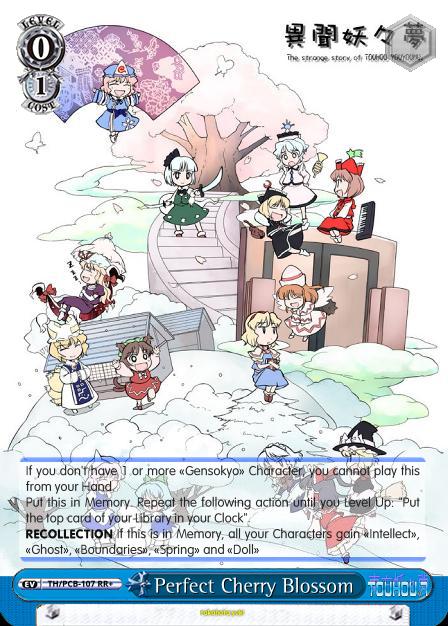 LEVEL
0
1
COST
異聞妖々夢
The strange story of TOUHOU YOUYOUMU.
z z z
If you don't have 1 or more «Gensokyo» Character, you cannot play this
from your Hand.
Put this in Memory. Repeat the following action until you Level Up: "Put
the top card of your Library in your Clock".
RECOLLECTION If this is in Memory, all your Characters gain «Intellect»,
«Ghost», «Boundaries», «Spring» and «Doll»
EV TH/PCB-107 RR+ Perfect Cherry Blossom
TOUHOU